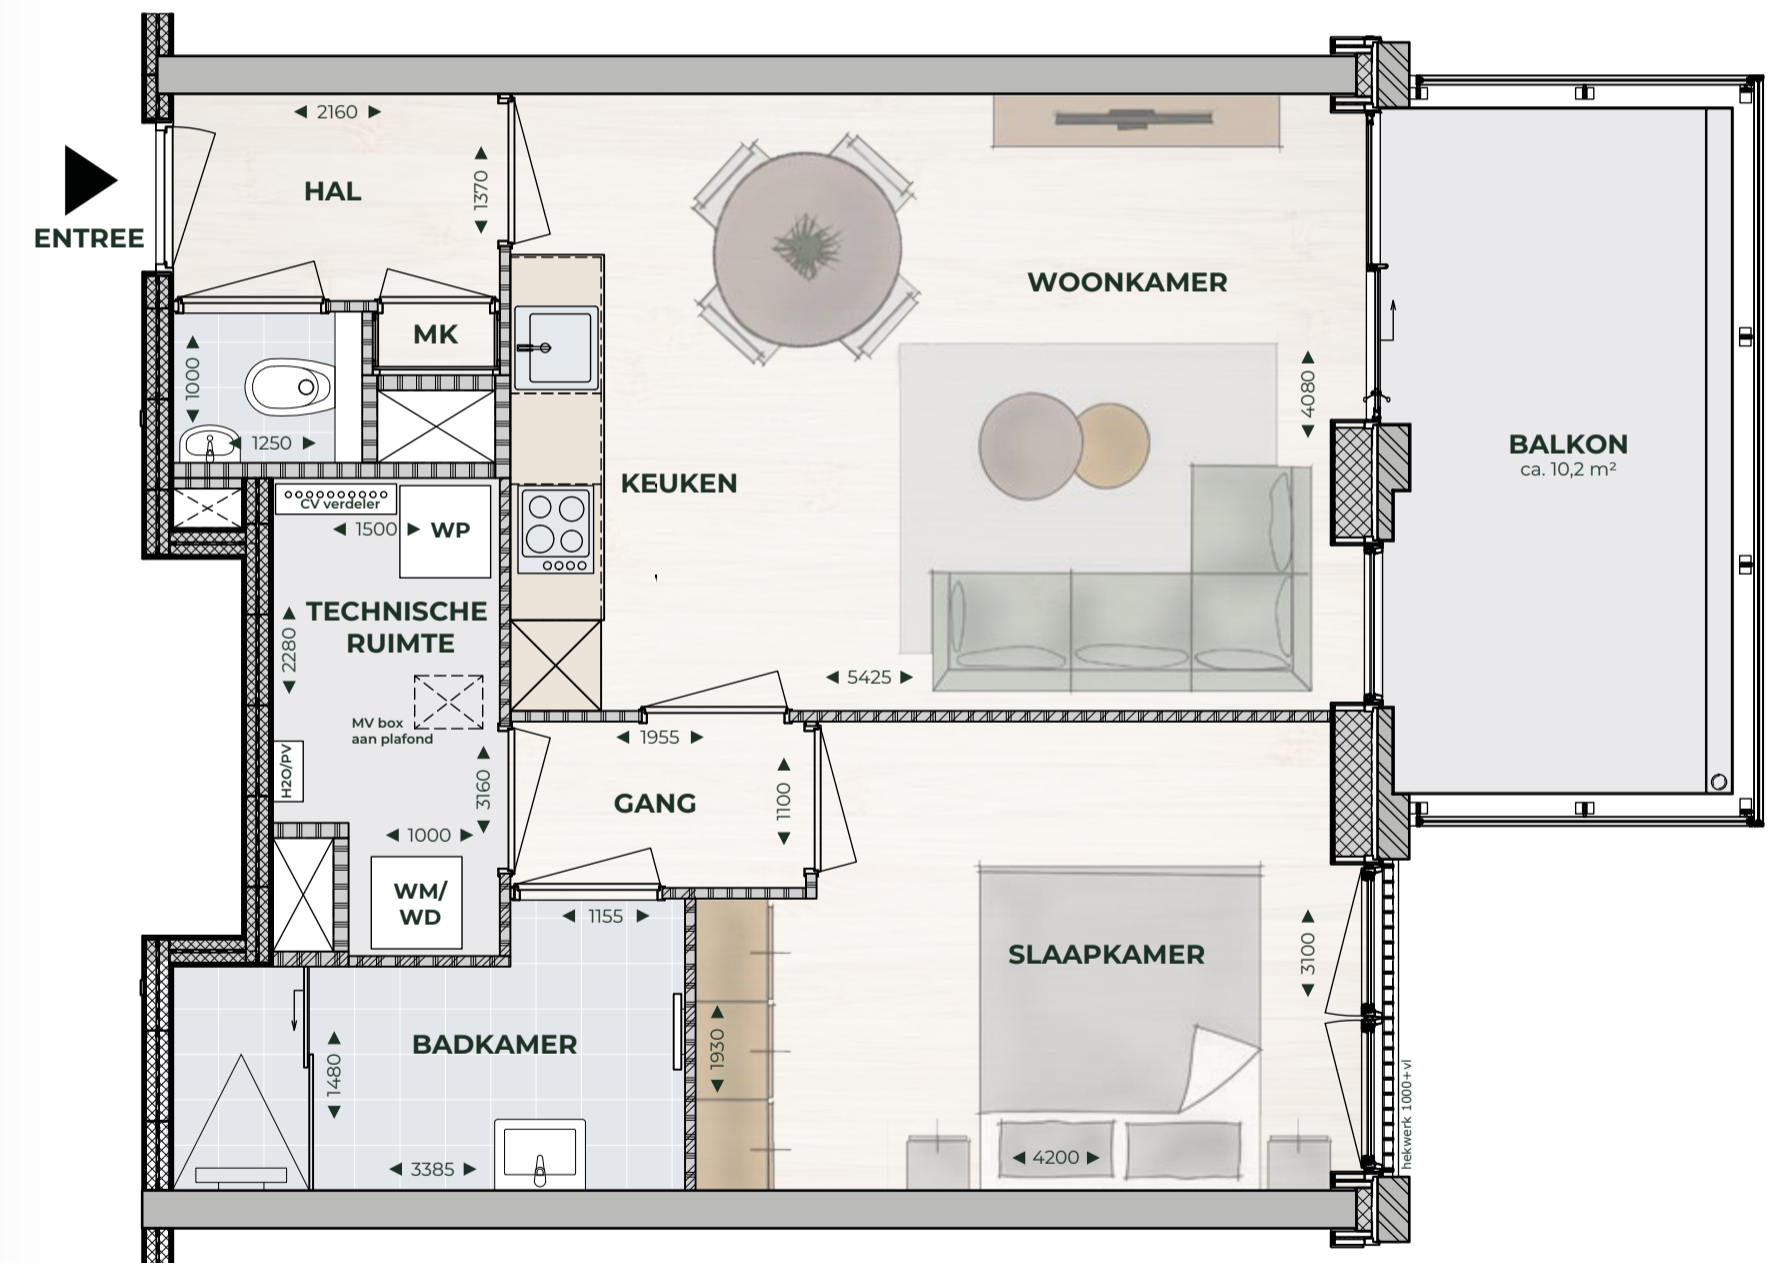 2160
HAL
1370
ENTREE
WOONKAMER
MK
1000
1250
4080
BALKON
ca. 10,2 m²
KEUKEN
CV verdeler
1500
WP
TECHNISCHE
RUIMTE
2280
5425
MV box
aan plafond
1955
H2O/PV
3160
GANG
1100
1000
WM/
WD
1155
SLAAPKAMER
3100
BADKAMER
1930
1480
hekwerk 1000+vl
4200
3385